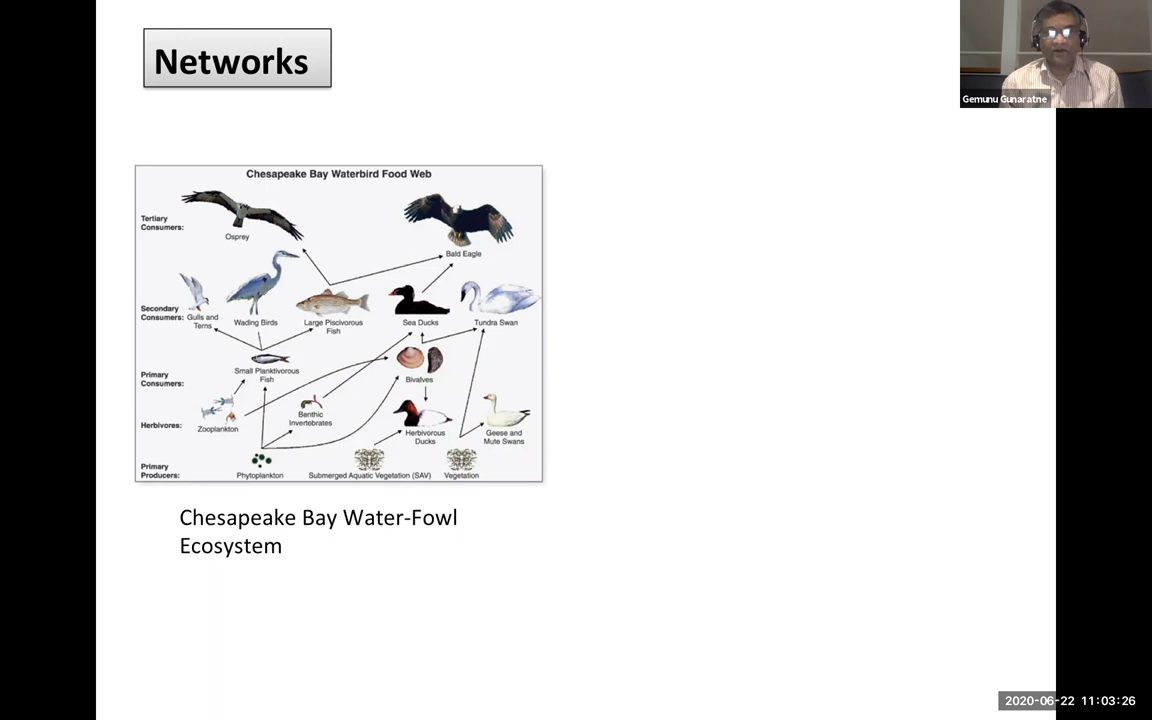 Networks
Gemunu Gunaratne
Chesapeake Bay Waterbird Food Web
Tertiary
Consumers:
Osprey
Bald Eagle
Secondary
Consumers:
Gulls and
Terns
Wading Birds
Large Piscivorous
Fish
Sea Ducks
Tundra Swan
Primary
Consumers:
Small Planktivorous
Fish
Bivalves
Herbivores:
Zooplankton
Benthic
Invertebrates
Herbivorous
Ducks
Geese and
Mute Swans
Primary
Producers:
Phytoplankton
Submerged Aquatic Vegetation (SAV)
Vegetation
Chesapeake Bay Water-Fowl
Ecosystem
2020-06-22 11:03:26